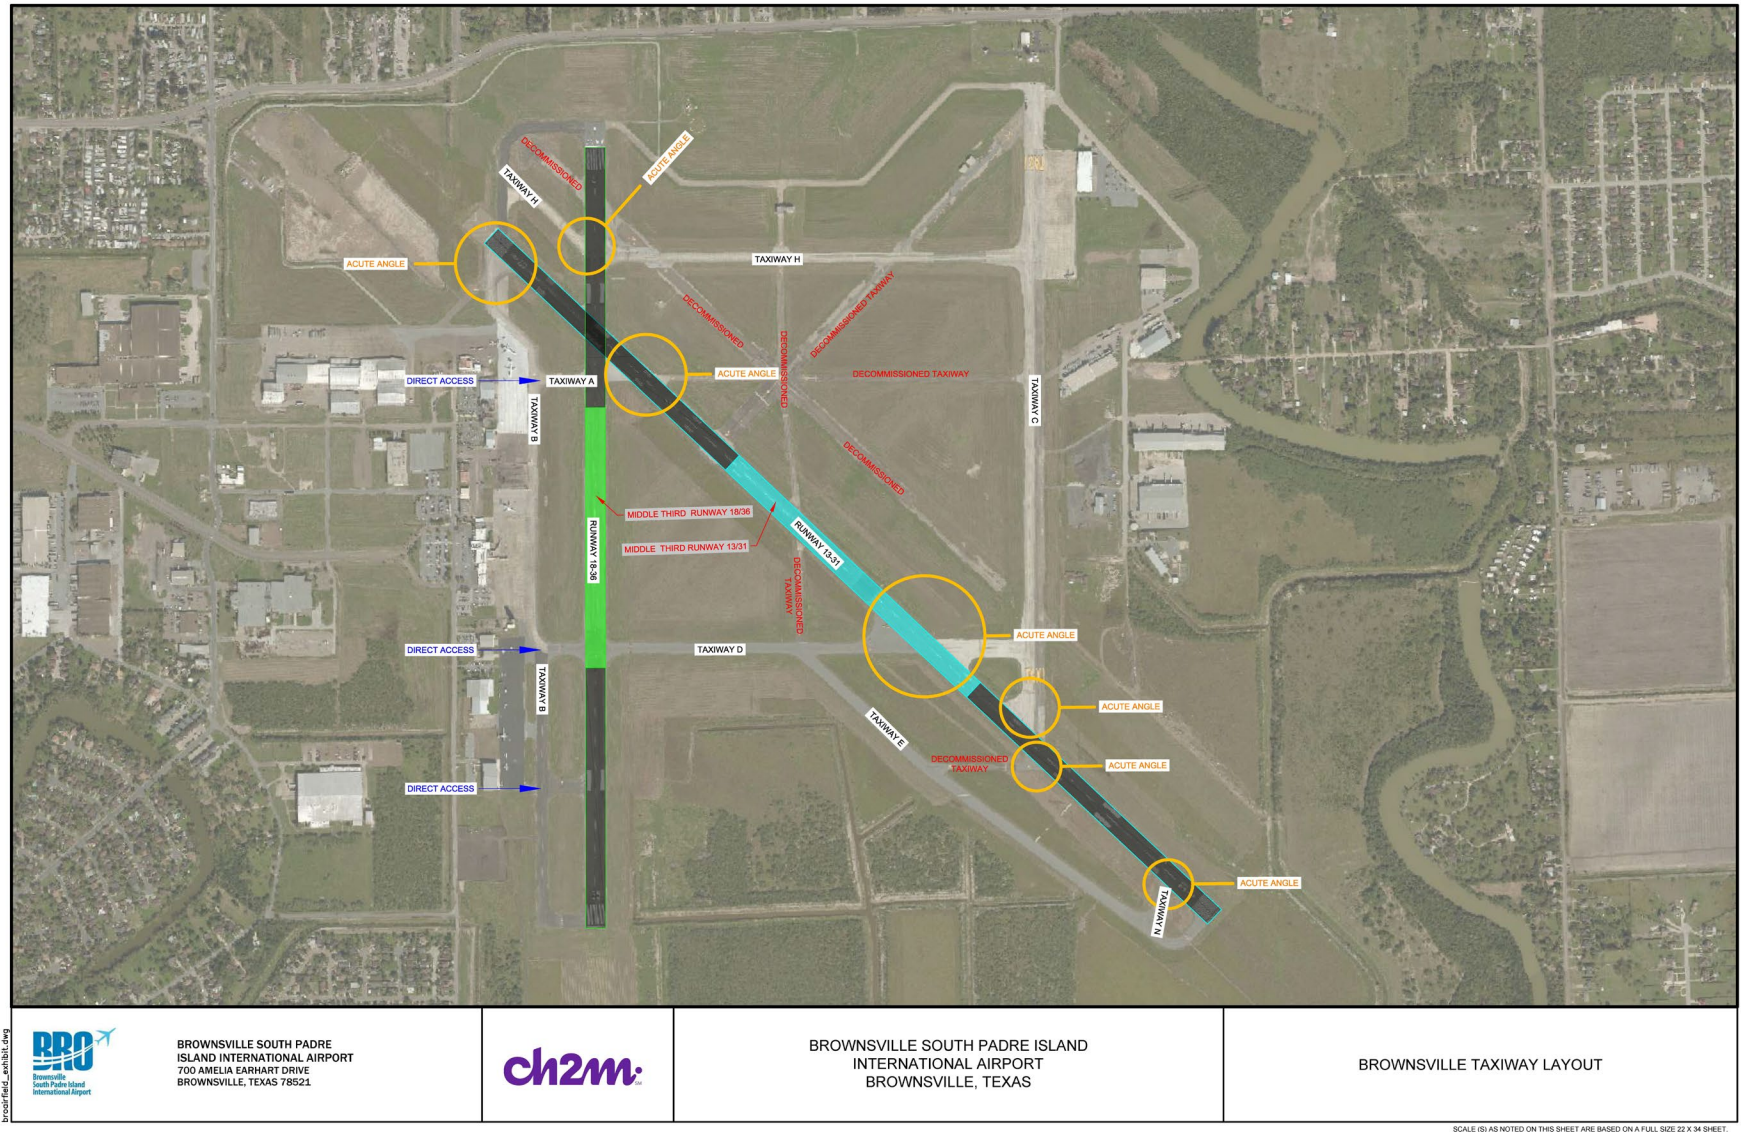 DECOMMISSIONED
ACUTE ANGLE
TAXIWAY H
ACUTE ANGLE
TAXIWAY H
DECOMMISSIONED
DECOMMISSIONED TAXIWAY
DECOMMISSIONED
DIRECT ACCESS
TAXIWAY A
ACUTE ANGLE
DECOMMISSIONED TAXIWAY
TAXIWAY B
TAXIWAY C
DECOMMISSIONED
MIDDLE THIRD RUNWAY 18/36
MIDDLE THIRD RUNWAY 13/31
RUNWAY 18-36
RUNWAY 13-31
DECOMMISSIONED
TAXIWAY
ACUTE ANGLE
DIRECT ACCESS
TAXIWAY D
TAXIWAY B
ACUTE ANGLE
TAXIWAY E
DECOMMISSIONED
TAXIWAY
ACUTE ANGLE
DIRECT ACCESS
ACUTE ANGLE
TAXIWAY N
broairfield_exhibit.dwg
BRO
Brownsville
South Padre Island
International Airport
BROWNSVILLE SOUTH PADRE
ISLAND INTERNATIONAL AIRPORT
700 AMELIA EARHART DRIVE
BROWNSVILLE, TEXAS 78521
ch2m
SM
BROWNSVILLE SOUTH PADRE ISLAND
INTERNATIONAL AIRPORT
BROWNSVILLE, TEXAS
BROWNSVILLE TAXIWAY LAYOUT
SCALE (S) AS NOTED ON THIS SHEET ARE BASED ON A FULL SIZE 22 X 34 SHEET.